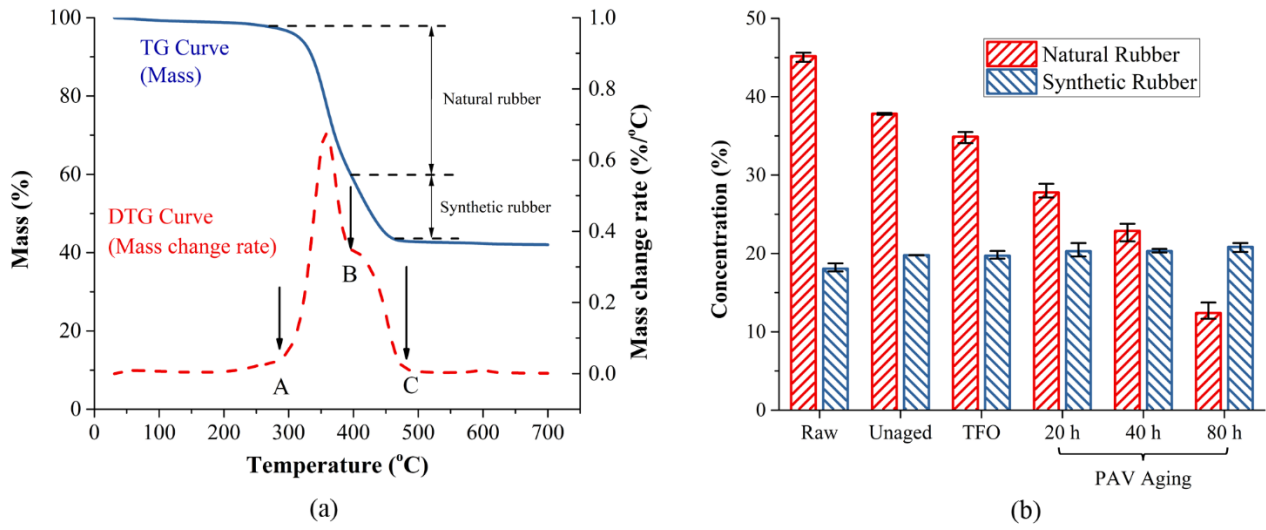 100
80
60
40
20
0
Mass (%)
TG Curve
(Mass)
DTG Curve
(Mass change rate)
Natural rubber
Synthetic rubber
A
B
C
1.0
0.8
0.6
0.4
0.2
0.0
Mass change rate (%/°C)
0
100
200
300
400
500
600
700
Temperature (°C)
(a)
50
40
30
20
10
0
Concentration (%)
Natural Rubber
Synthetic Rubber
Raw
Unaged
TFO
20 h
40 h
80 h
PAV Aging
(b)